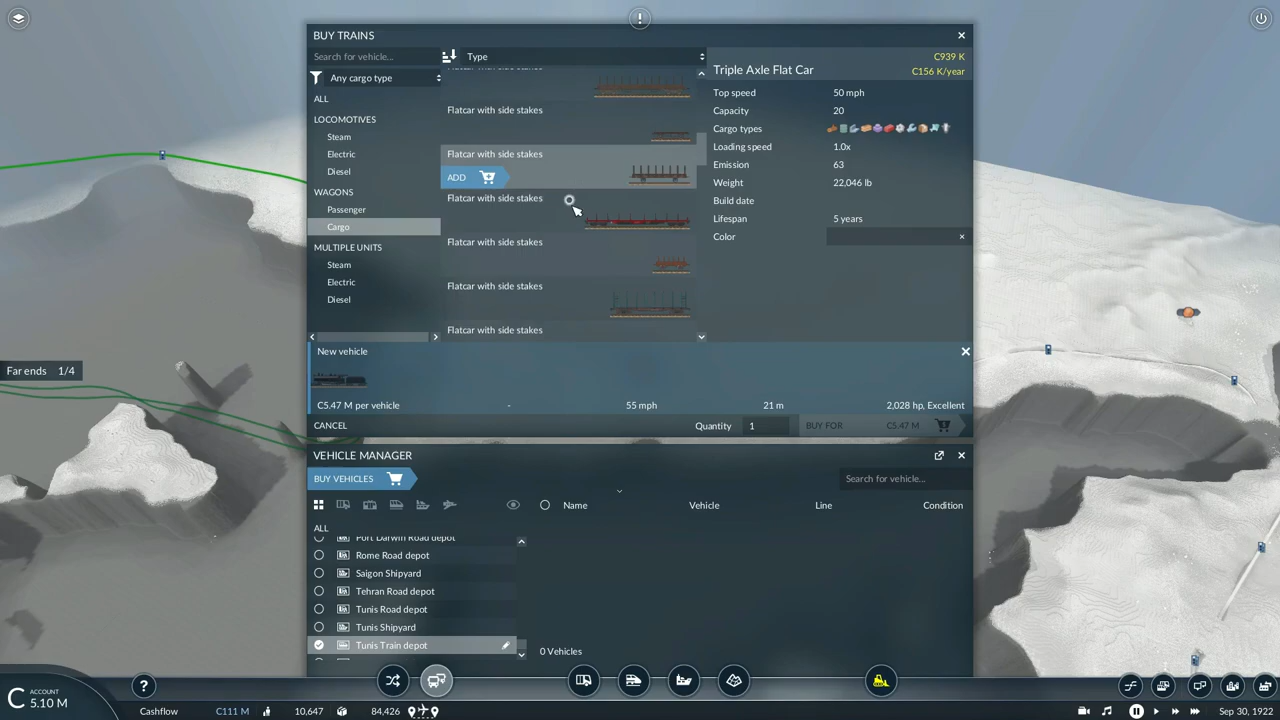 BUY TRAINS
Search for vehicle...
Type
C939 K
Any cargo type
Triple Axle Flat Car
C156 K/year
ALL
LOCOMOTIVES
Steam
Electric
Diesel
WAGONS
Passenger
Cargo
MULTIPLE UNITS
Steam
Electric
Diesel
Flatcar with side stakes
Flatcar with side stakes
Flatcar with side stakes
ADD
Flatcar with side stakes
Flatcar with side stakes
Flatcar with side stakes
Flatcar with side stakes
Top speed 50 mph
Capacity 20
Cargo types
Loading speed 1.0x
Emission 63
Weight 22,046 lb
Build date
Lifespan 5 years
Color
Far ends 1/4
New vehicle
C5.47 M per vehicle - 55 mph 21 m 2,028 hp, Excellent
CANCEL Quantity 1 BUY FOR C5.47 M
VEHICLE MANAGER
BUY VEHICLES Search for vehicle...
Name Vehicle Line Condition
ALL
Port Darwin Road depot
Rome Road depot
Saigon Shipyard
Tehran Road depot
Tunis Road depot
Tunis Shipyard
Tunis Train depot
0 Vehicles
C ACCOUNT
5.10 M
?
Cashflow C111 M 10,647 84,426
Sep 30, 1922